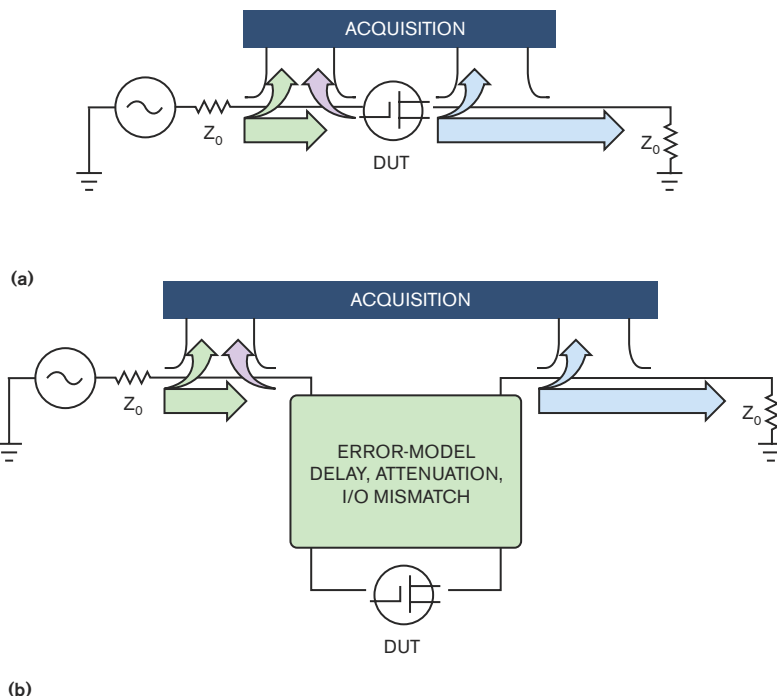 ACQUISITION
Z0
DUT
Z0
(a)
ACQUISITION
Z0
Z0
ERROR-MODEL
DELAY, ATTENUATION,
I/O MISMATCH
DUT
(b)